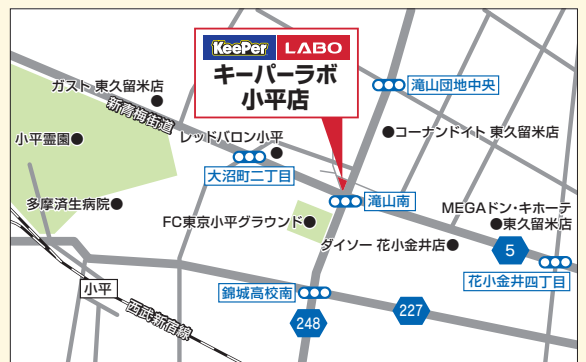 KeePer LABO
キーパーラボ
小平店
ガスト 東久留米店
新青梅街道
滝山団地中央
小平霊園
レッドバロン小平
コーナンドイト 東久留米店
大沼町二丁目
多摩済生病院
滝山南
MEGAドン・キホーテ
東久留米店
FC東京小平グラウンド
ダイソー 花小金井店
5
花小金井四丁目
小平
錦城高校南
西武新宿線
248
227